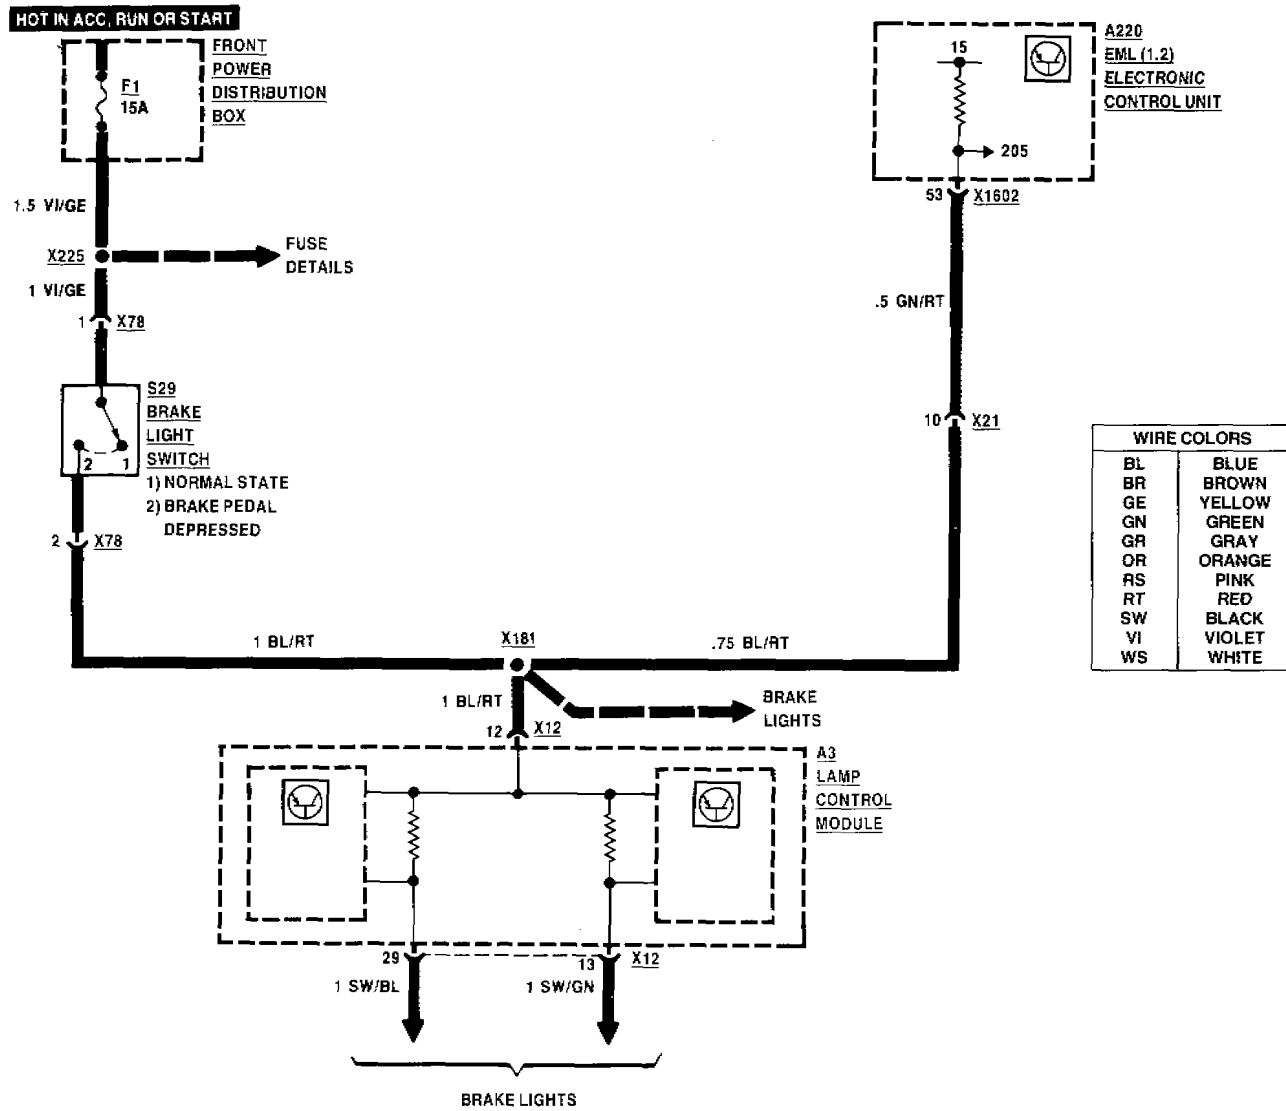 HOT IN ACC, RUN OR START
FRONT
POWER
DISTRIBUTION
BOX
F1
15A
1.5 VI/GE
X225
FUSE
DETAILS
1 VI/GE
1
X78
S29
BRAKE
LIGHT
SWITCH
1) NORMAL STATE
2) BRAKE PEDAL
DEPRESSED
2
1
2
X78
1 BL/RT
X181
.75 BL/RT
1 BL/RT
12
X12
BRAKE
LIGHTS
A220
EML (1.2)
ELECTRONIC
CONTROL UNIT
15
205
53
X1602
.5 GN/RT
10
X21
WIRE COLORS
BL BLUE
BR BROWN
GE YELLOW
GN GREEN
GR GRAY
OR ORANGE
RS PINK
RT RED
SW BLACK
VI VIOLET
WS WHITE
A3
LAMP
CONTROL
MODULE
29
13
X12
1 SW/BL
1 SW/GN
BRAKE LIGHTS